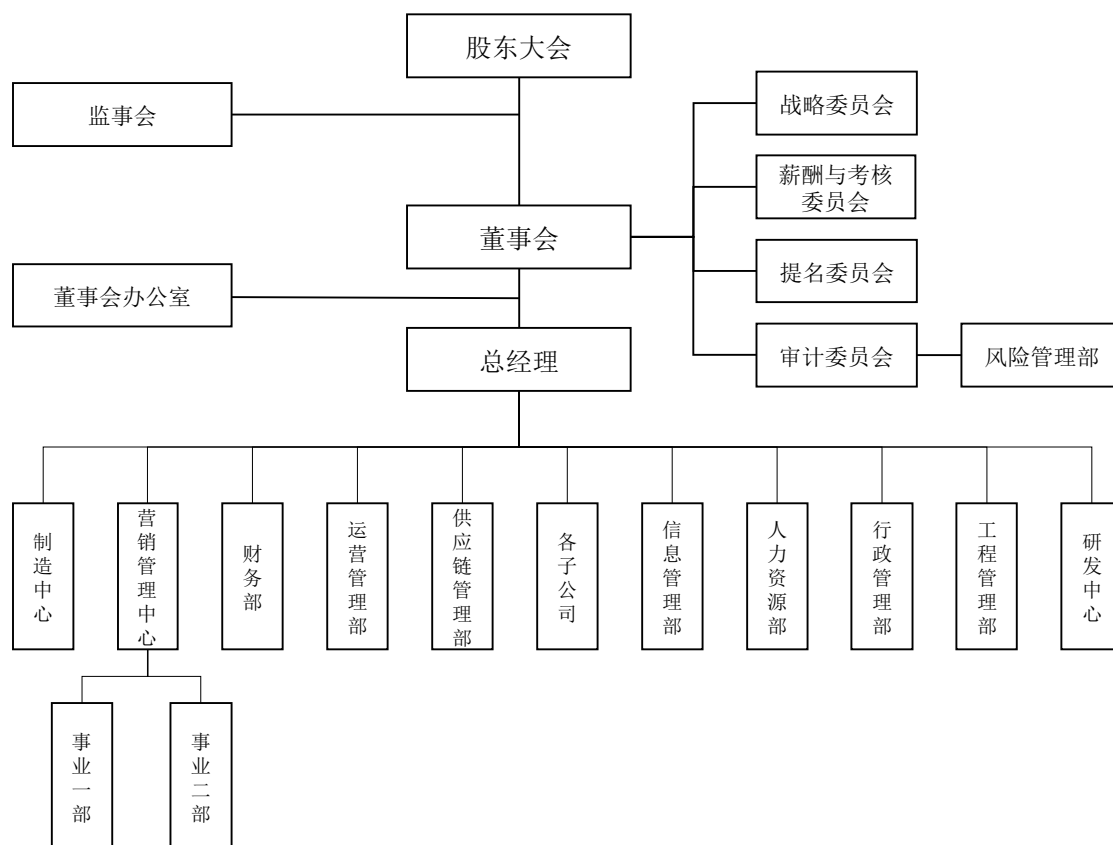 股东大会
监事会
战略委员会
薪酬与考核
委员会
董事会
提名委员会
董事会办公室
总经理
审计委员会
风险管理部
制造中心
营销管理中心
财务部
运营管理部
供应链管理部
各子公司
信息管理部
人力资源部
行政管理部
工程管理部
研发中心
事业一部
事业二部